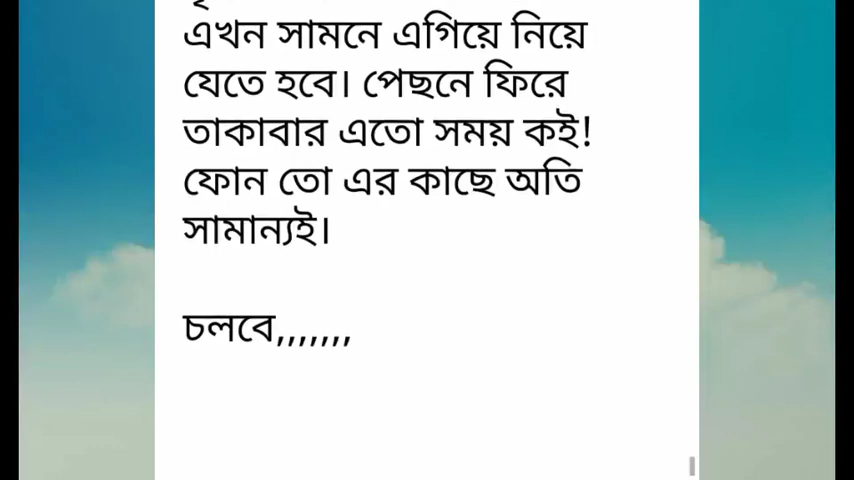 এখন সামনে এগিয়ে নিয়ে
যেতে হবে। পেছনে ফিরে
তাকাবার এতো সময় কই!
ফোন তো এর কাছে অতি
সামান্যই।
চলবে,,,,,,,